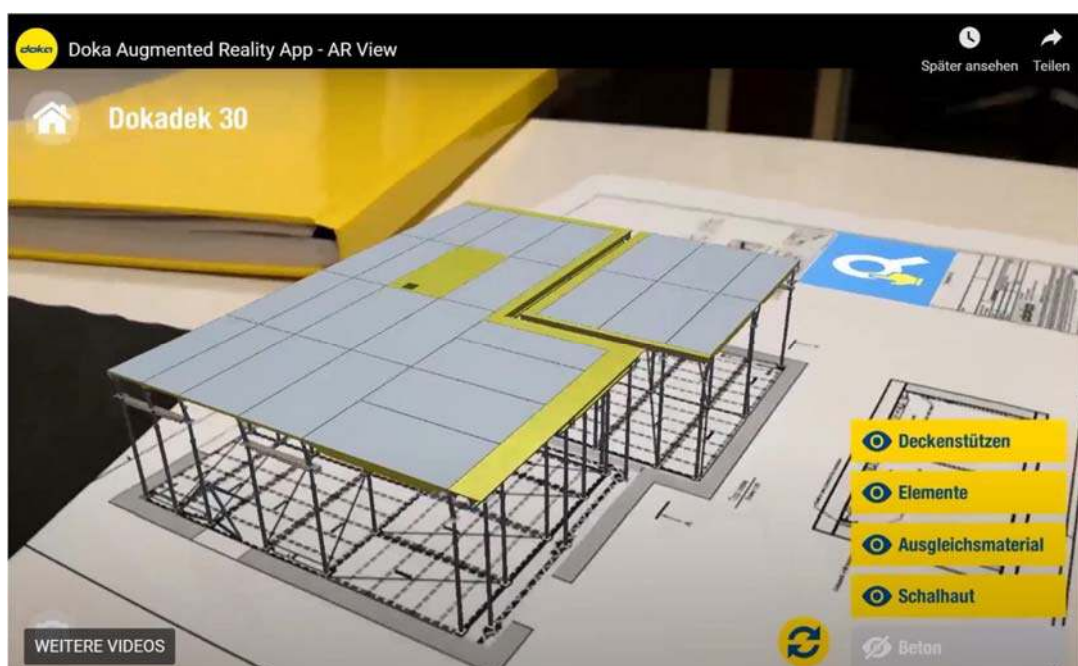 doka
Doka Augmented Reality App - AR View
Später ansehen
Teilen
Dokadek 30
Deckenstützen
Elemente
Ausgleichsmaterial
Schalhaut
Beton
WEITERE VIDEOS